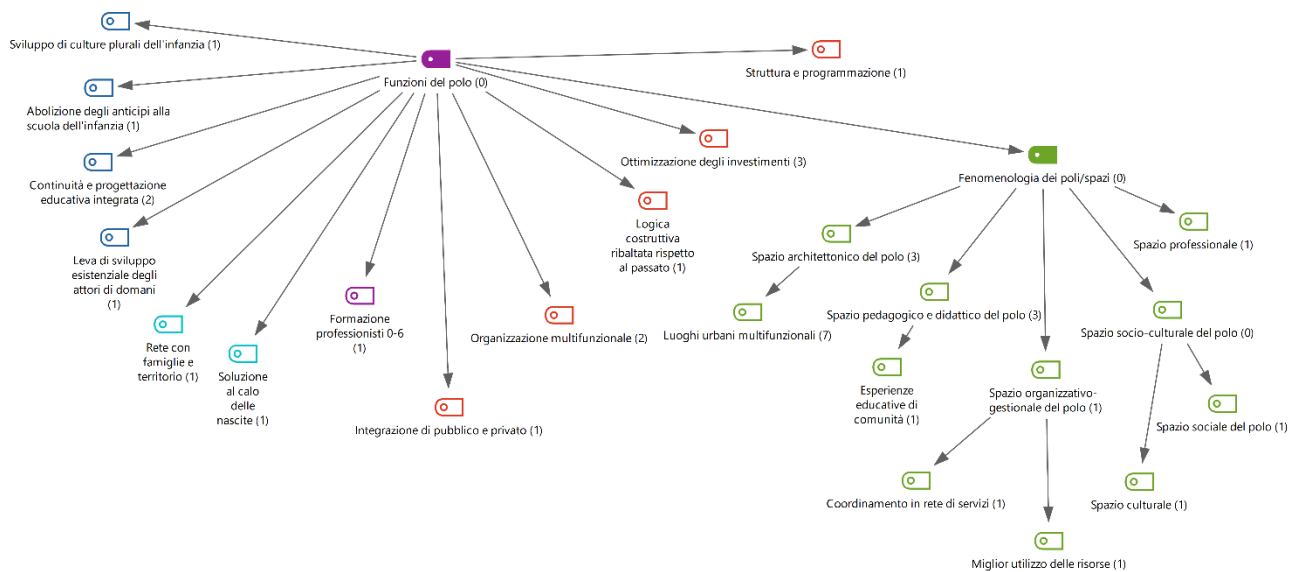 Sviluppo di culture plurali dell'infanzia (1)
Funzioni del polo (0)
Struttura e programmazione (1)
Abolizione degli anticipi alla
scuola dell'infanzia (1)
Ottimizzazione degli investimenti (3)
Fenomenologia dei poli/spazi (0)
Continuità e progettazione
educativa integrata (2)
Logica
costruttiva
ribaltata rispetto
al passato (1)
Spazio professionale (1)
Spazio architettonico del polo (3)
Leva di sviluppo
esistenziale degli
attori di domani
(1)
Formazione
professionisti 0-6
(1)
Organizzazione multifunzionale (2)
Luoghi urbani multifunzionali (7)
Spazio pedagogico e didattico del polo (3)
Spazio socio-culturale del polo (0)
Rete con
famiglie e
territorio (1)
Soluzione
al calo
delle
nascite (1)
Esperienze
educative di
comunità (1)
Spazio organizzativo-
gestionale del polo (1)
Integrazione di pubblico e privato (1)
Spazio sociale del polo (1)
Coordinamento in rete di servizi (1)
Spazio culturale (1)
Miglior utilizzo delle risorse (1)